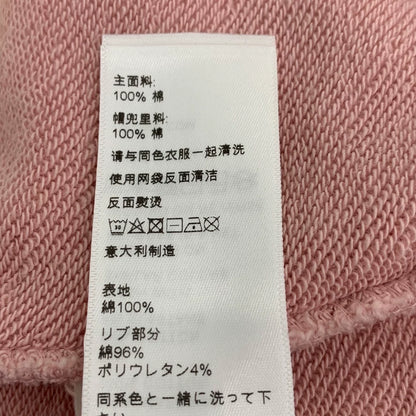 主面料:
100% 棉
帽兜里料:
100% 棉
请与同色衣服一起清洗
使用网袋反面清洁
反面熨烫
意大利制造
表地
綿100%
リブ部分
綿96%
ポリウレタン4%
同系色と一緒に洗って下
さい